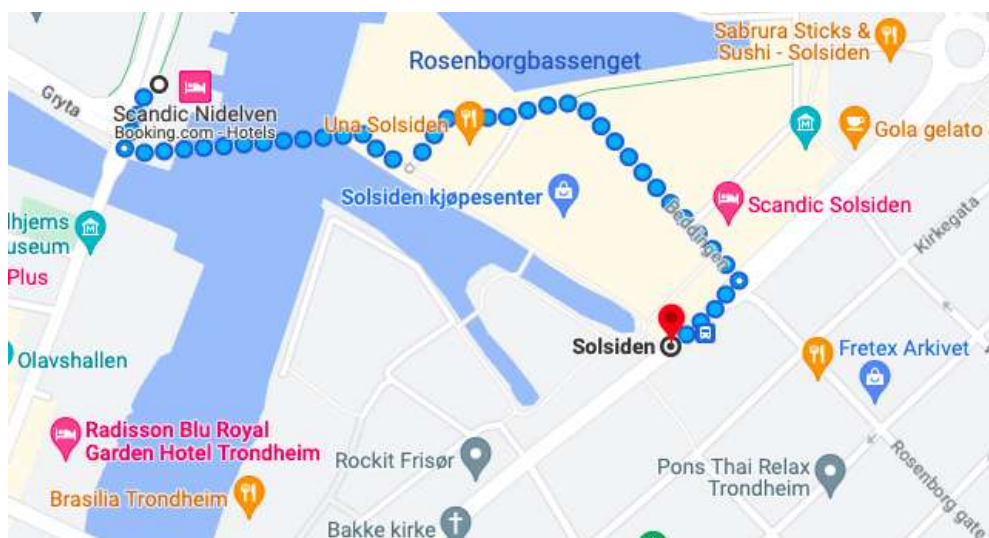 Sabrura Sticks &
Sushi - Solsiden
Rosenborgbassenget
Gryta
Scandic Nidelven
Booking.com - Hotels
Una Solsiden
Gola gelato
Solsiden kjøpesenter
Scandic Solsiden
Beddingen
Kirkegata
lhjems
useum
Plus
Olavshallen
Solsiden
Fretex Arkivet
Radisson Blu Royal
Garden Hotel Trondheim
Rockit Frisør
Pons Thai Relax
Trondheim
Rosenborg gate
Brasilia Trondheim
Bakke kirke